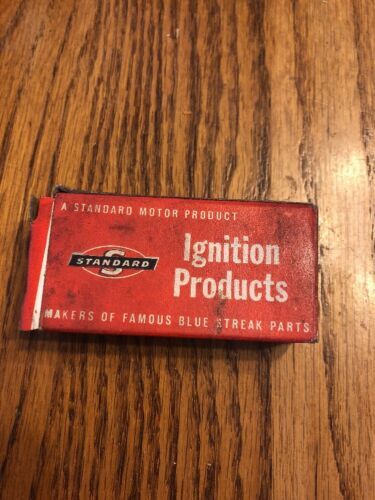 A STANDARD MOTOR PRODUCT
S
STANDARD
Ignition
Products
MAKERS OF FAMOUS BLUE STREAK PARTS